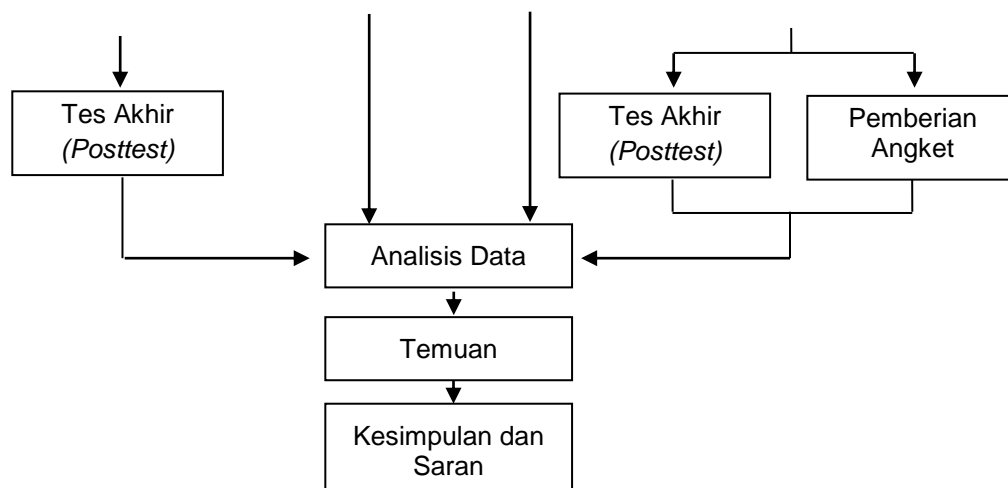 Tes Akhir
(Posttest)
Tes Akhir
(Posttest)
Pemberian
Angket
Analisis Data
Temuan
Kesimpulan dan
Saran